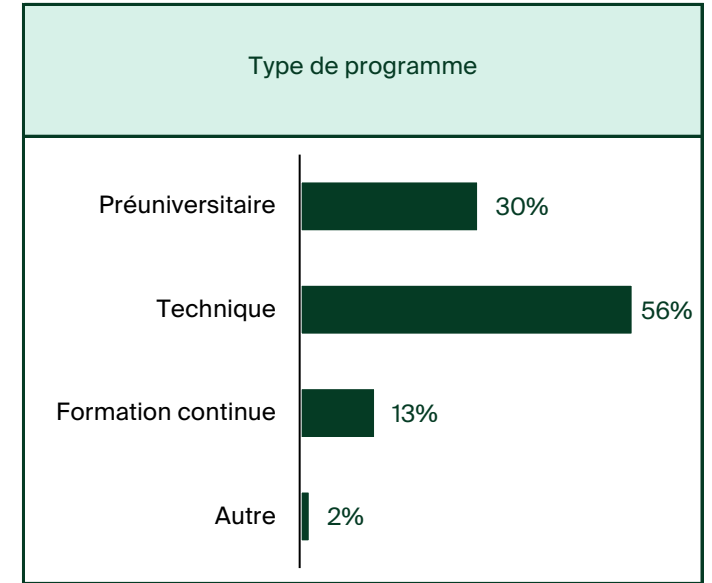 Type de programme
Préuniversitaire 30%
Technique 56%
Formation continue 13%
Autre 2%